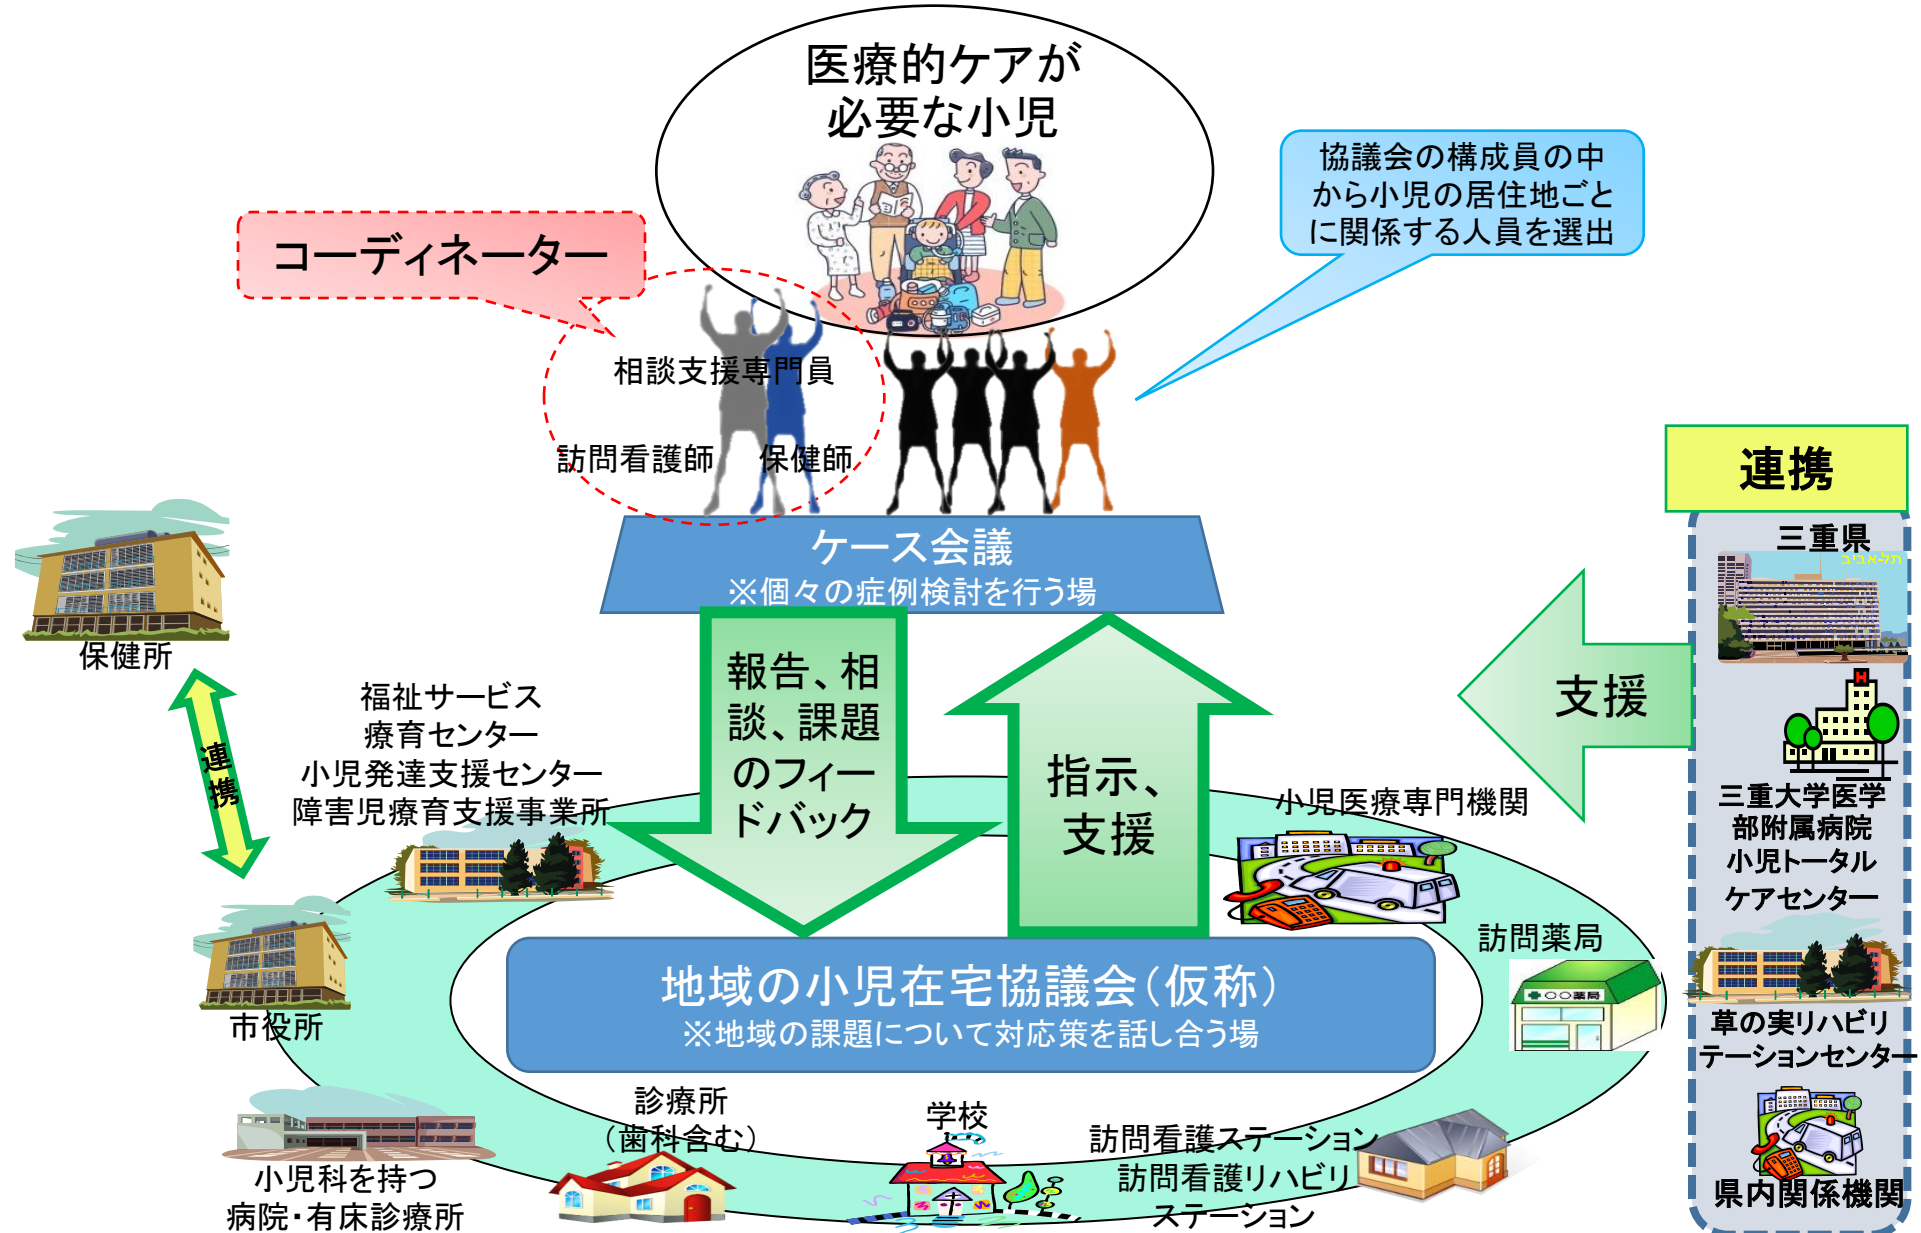 医療的ケアが
必要な小児
協議会の構成員の中
から小児の居住地ごと
に関係する人員を選出
コーディネーター
相談支援専門員
訪問看護師
保健師
連携
ケース会議
※個々の症例検討を行う場
三重県
תל-אביב
保健所
報告、相
談、課題
のフィー
ドバック
支援
福祉サービス
療育センター
小児発達支援センター
障害児療育支援事業所
連携
指示、
支援
小児医療専門機関
H
三重大学医学
部附属病院
小児トータル
ケアセンター
訪問薬局
○○薬局
地域の小児在宅協議会（仮称）
※地域の課題について対応策を話し合う場
市役所
草の実リハビリ
テーションセンター
診療所
（歯科含む）
学校
訪問看護ステーション
訪問看護リハビリ
ステーション
小児科を持つ
病院・有床診療所
県内関係機関